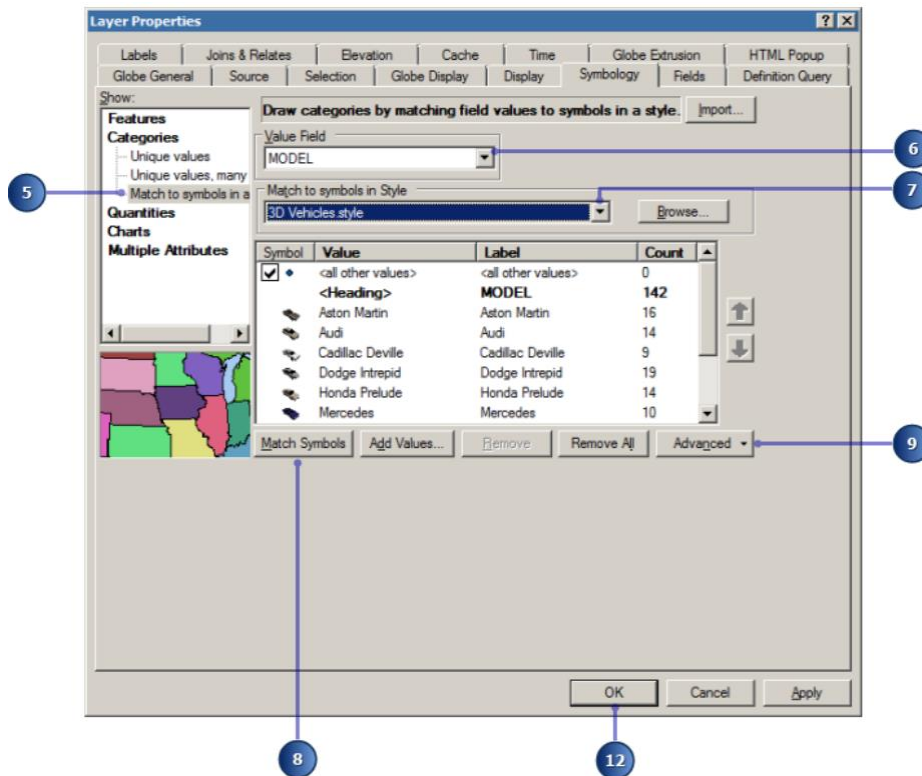 Layer Properties
Labels Joins & Relates Elevation Cache Time Globe Extrusion HTML Popup
Globe General Source Selection Globe Display Display Symbology Fields Definition Query
Show:
Features
Categories
Unique values
Unique values, many
Match to symbols in a
Quantities
Charts
Multiple Attributes
Draw categories by matching field values to symbols in a style.
Import...
Value Field
MODEL
6
5
7
Match to symbols in Style
3D Vehicles.style
Browse...
Symbol Value Label Count
<all other values> <all other values> 0
<Heading> MODEL 142
Aston Martin Aston Martin 16
Audi Audi 14
Cadillac Deville Cadillac Deville 9
Dodge Intrepid Dodge Intrepid 19
Honda Prelude Honda Prelude 14
Mercedes Mercedes 10
Match Symbols Add Values... Remove Remove All Advanced
9
OK Cancel Apply
8
12